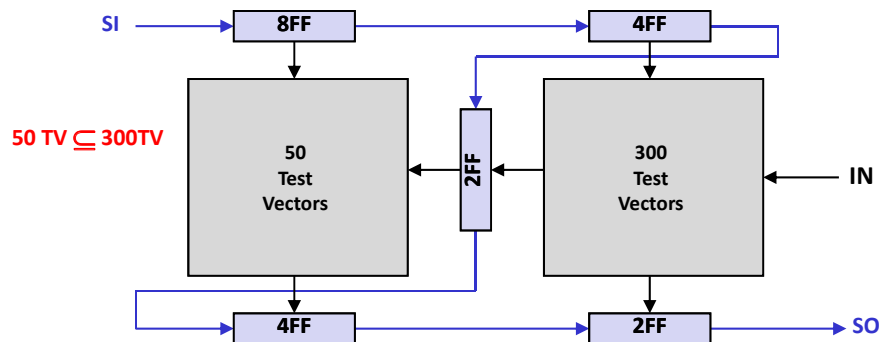 SI
8FF
4FF
50 TV ⊆ 300TV
50
Test
Vectors
2FF
300
Test
Vectors
IN
4FF
2FF
SO